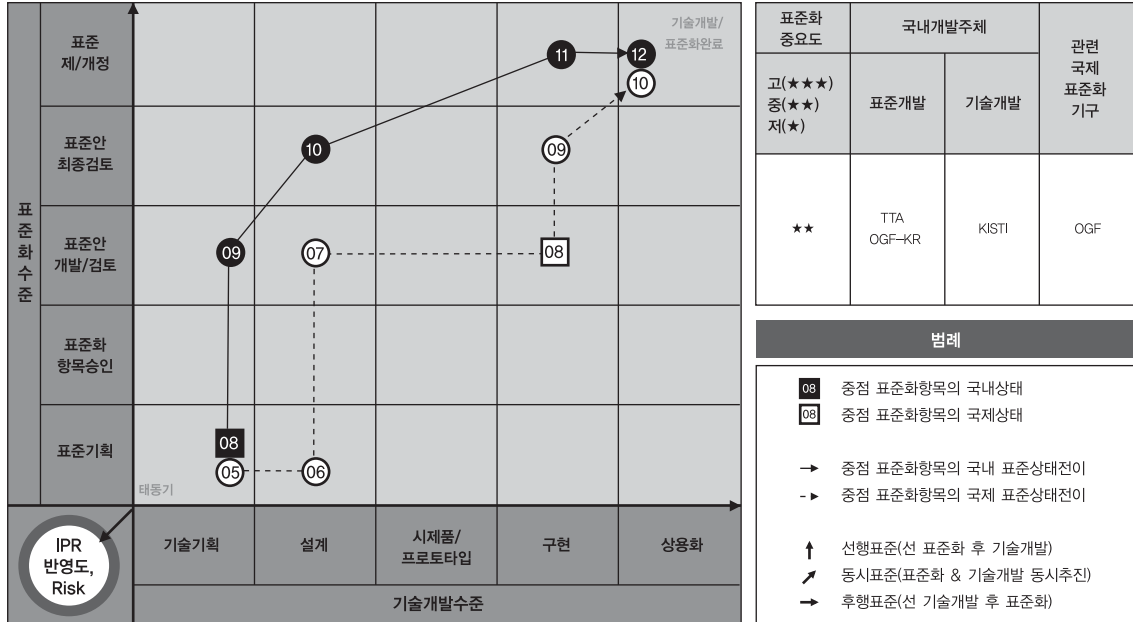 표준화수준
표준
제/개정
표준안
최종검토
표준안
개발/검토
표준화
항목승인
표준기획
기술개발/
표준화완료
11
12
10
10
09
09
07
08
08
05
06
태동기
IPR
반영도,
Risk
기술기획
설계
시제품/
프로토타입
구현
상용화
기술개발수준
표준화
중요도
국내개발주체
관련
국제
표준화
기구
고(★★★)
중(★★)
저(★)
표준개발
기술개발
★★
TTA
OGF-KR
KISTI
OGF
범례
08 중점 표준화항목의 국내상태
08 중점 표준화항목의 국제상태
중점 표준화항목의 국내 표준상태전이
중점 표준화항목의 국제 표준상태전이
선행표준(선 표준화 후 기술개발)
동시표준(표준화 & 기술개발 동시추진)
후행표준(선 기술개발 후 표준화)